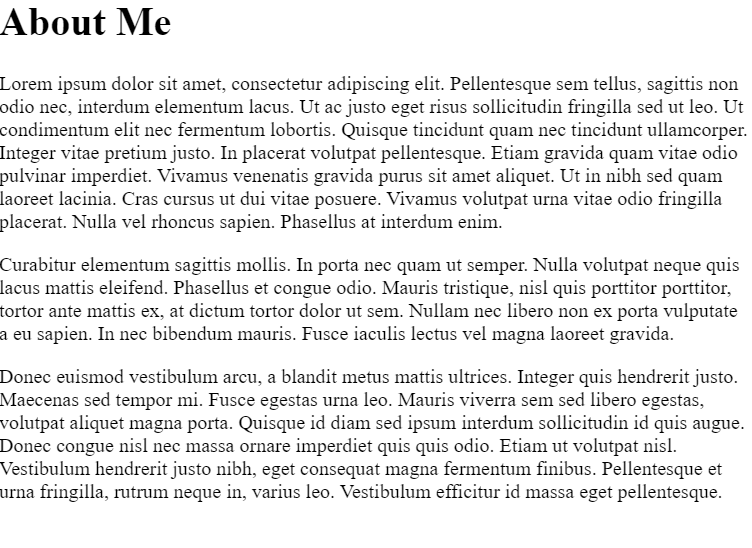 About Me
Lorem ipsum dolor sit amet, consectetur adipiscing elit. Pellentesque sem tellus, sagittis non
odio nec, interdum elementum lacus. Ut ac justo eget risus sollicitudin fringilla sed ut leo. Ut
condimentum elit nec fermentum lobortis. Quisque tincidunt quam nec tincidunt ullamcorper.
Integer vitae pretium justo. In placerat volutpat pellentesque. Etiam gravida quam vitae odio
pulvinar imperdiet. Vivamus venenatis gravida purus sit amet aliquet. Ut in nibh sed quam
laoreet lacinia. Cras cursus ut dui vitae posuere. Vivamus volutpat urna vitae odio fringilla
placerat. Nulla vel rhoncus sapien. Phasellus at interdum enim.
Curabitur elementum sagittis mollis. In porta nec quam ut semper. Nulla volutpat neque quis
lacus mattis eleifend. Phasellus et congue odio. Mauris tristique, nisl quis porttitor porttitor,
tortor ante mattis ex, at dictum tortor dolor ut sem. Nullam nec libero non ex porta vulputate
a eu sapien. In nec bibendum mauris. Fusce iaculis lectus vel magna laoreet gravida.
Donec euismod vestibulum arcu, a blandit metus mattis ultrices. Integer quis hendrerit justo.
Maecenas sed tempor mi. Fusce egestas urna leo. Mauris viverra sem sed libero egestas,
volutpat aliquet magna porta. Quisque id diam sed ipsum interdum sollicitudin id quis augue.
Donec congue nisl nec massa ornare imperdiet quis quis odio. Etiam ut volutpat nisl.
Vestibulum hendrerit justo nibh, eget consequat magna fermentum finibus. Pellentesque et
urna fringilla, rutrum neque in, varius leo. Vestibulum efficitur id massa eget pellentesque.